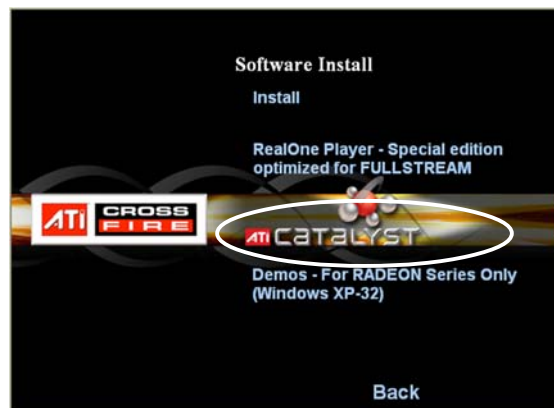 Software Install
Install
RealOne Player - Special edition
optimized for FULLSTREAM
ATI CROSS
FIRE
ATI CATALYST
Demos - For RADEON Series Only
(Windows XP-32)
Back